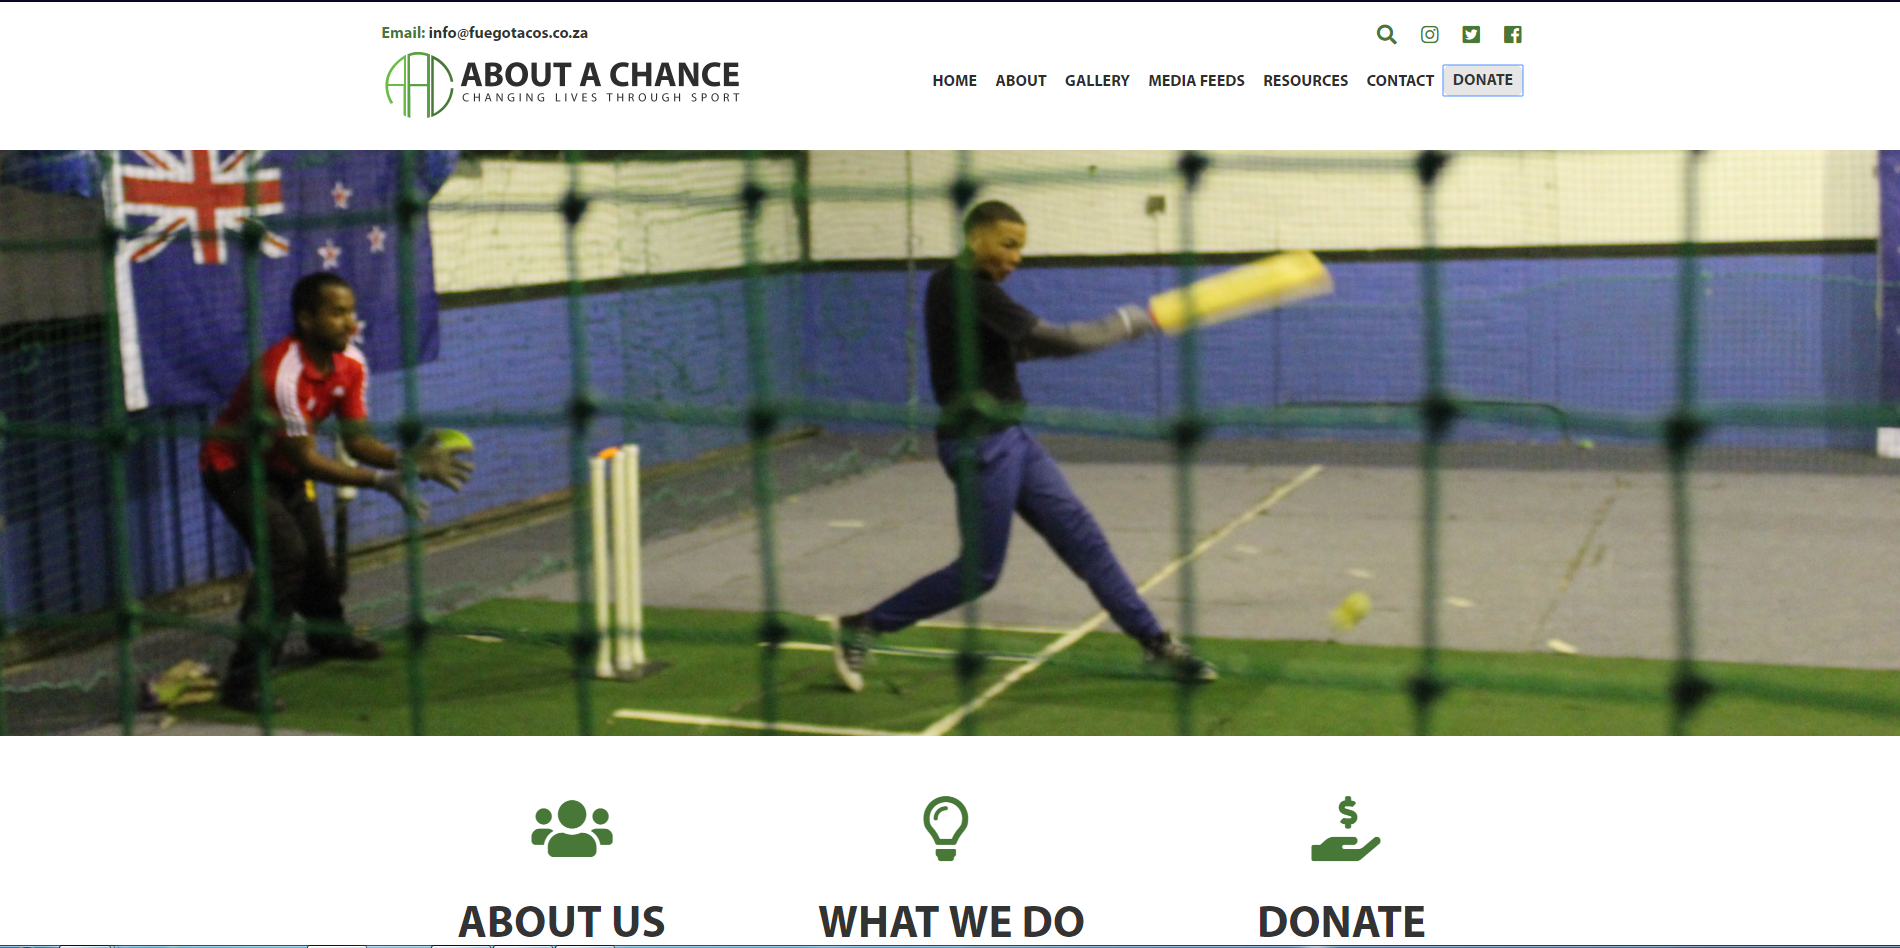 Email: info@fuegotacos.co.za
ABOUT A CHANCE
CHANGING LIVES THROUGH SPORT
HOME ABOUT GALLERY MEDIA FEEDS RESOURCES CONTACT DONATE
ABOUT US WHAT WE DO DONATE